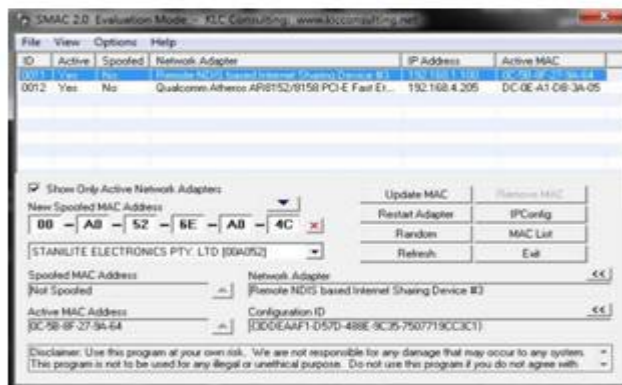 SMAC 2.0 Evaluation Mode - KLC Consulting: www.klcconsulting.net
File View Options Help
ID Active Spoofed Network Adapter IP Address Active MAC
0011 Yes No Remote NDIS based Internet Sharing Device #3 192.168.1.100 0C-5B-8F-27-9A-64
0012 Yes No Qualcomm Atheros AR8152/8158 PCI-E Fast Et... 192.168.4.205 DC-0E-A1-DB-3A-05
Show Only Active Network Adapters
New Spoofed MAC Address
00 - A0 - 52 - 6E - A0 - 4C
STANILITE ELECTRONICS PTY. LTD [00A052]
Update MAC Remove MAC
Restart Adapter IPConfig
Random MAC List
Refresh Exit
Spoofed MAC Address
Not Spoofed
Network Adapter
Remote NDIS based Internet Sharing Device #3
Active MAC Address
0C-5B-8F-27-9A-64
Configuration ID
{3DDEAAF1-D57D-488E-9C35-7507719CC3C1}
Disclaimer: Use this program at your own risk. We are not responsible for any damage that may occur to any system.
This program is not to be used for any illegal or unethical purpose. Do not use this program if you do not agree with